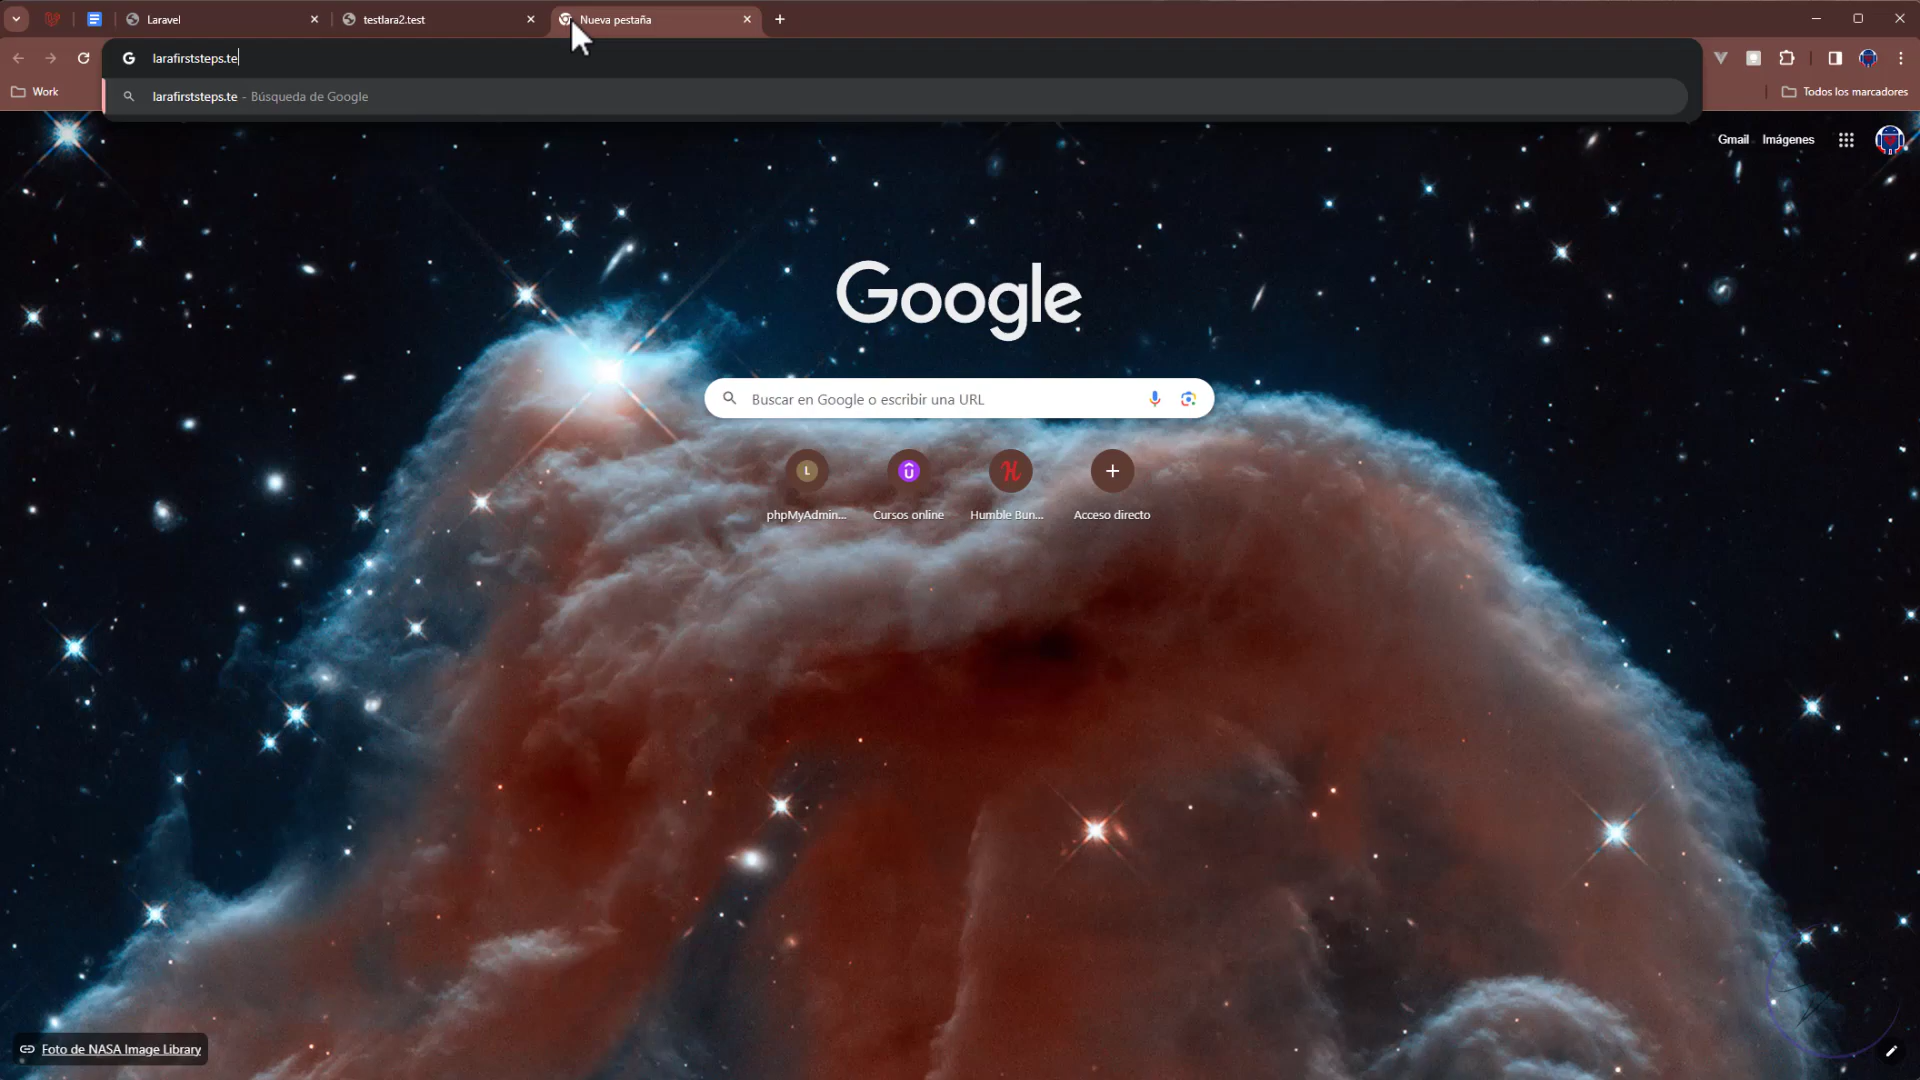 Laravel
testlara2.test
Nueva pestaña
larafirststeps.te
Work
larafirststeps.te - Búsqueda de Google
Todos los marcadores
Gmail
Imágenes
Google
Buscar en Google o escribir una URL
L
phpMyAdmin...
Cursos online
Humble Bun...
Acceso directo
Foto de NASA Image Library